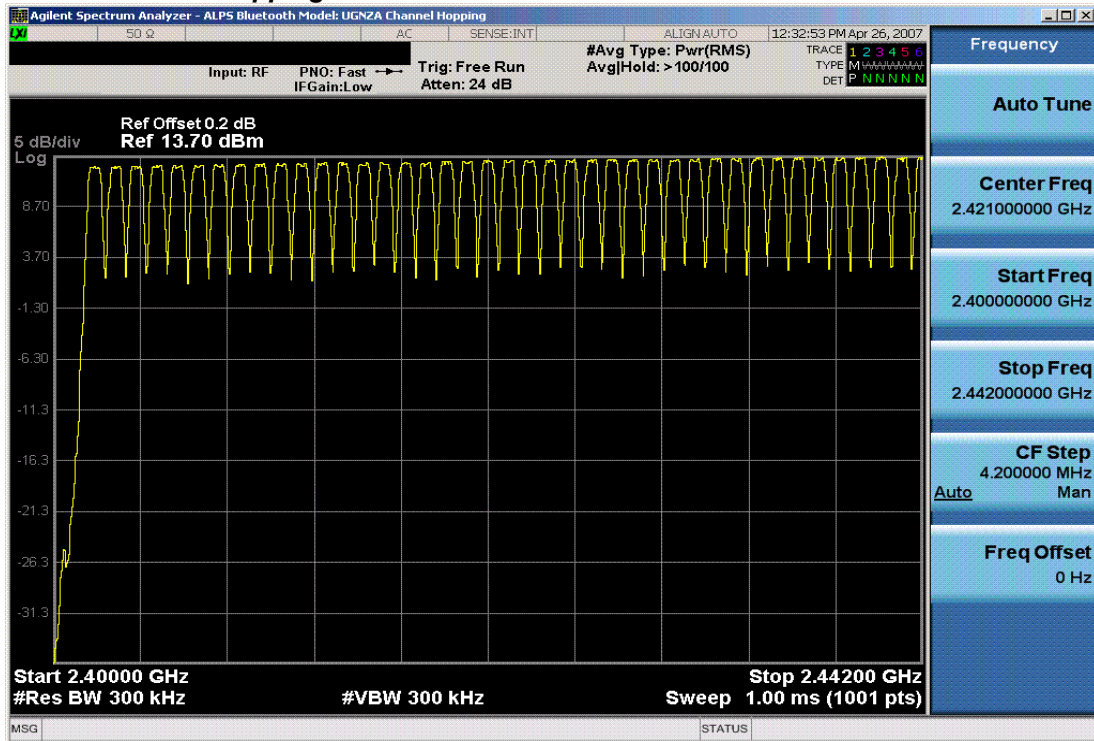 Agilent Spectrum Analyzer - ALPS Bluetooth Model: UGNZA Channel Hopping
LXI 50 Ω AC SENSE:INT ALIGN AUTO 12:32:53 PM Apr 26, 2007
Input: RF PNO: Fast Trig: Free Run #Avg Type: Pwr(RMS) TRACE 1 2 3 4 5 6
IFGain:Low Atten: 24 dB Avg|Hold: >100/100 TYPE M
DET P N N N N N
Ref Offset 0.2 dB
5 dB/div Ref 13.70 dBm
Log
8.70
3.70
-1.30
-6.30
-11.3
-16.3
-21.3
-26.3
-31.3
Start 2.40000 GHz Stop 2.44200 GHz
#Res BW 300 kHz #VBW 300 kHz Sweep 1.00 ms (1001 pts)
MSG STATUS
Frequency
Auto Tune
Center Freq
2.421000000 GHz
Start Freq
2.400000000 GHz
Stop Freq
2.442000000 GHz
CF Step
4.200000 MHz
Auto Man
Freq Offset
0 Hz